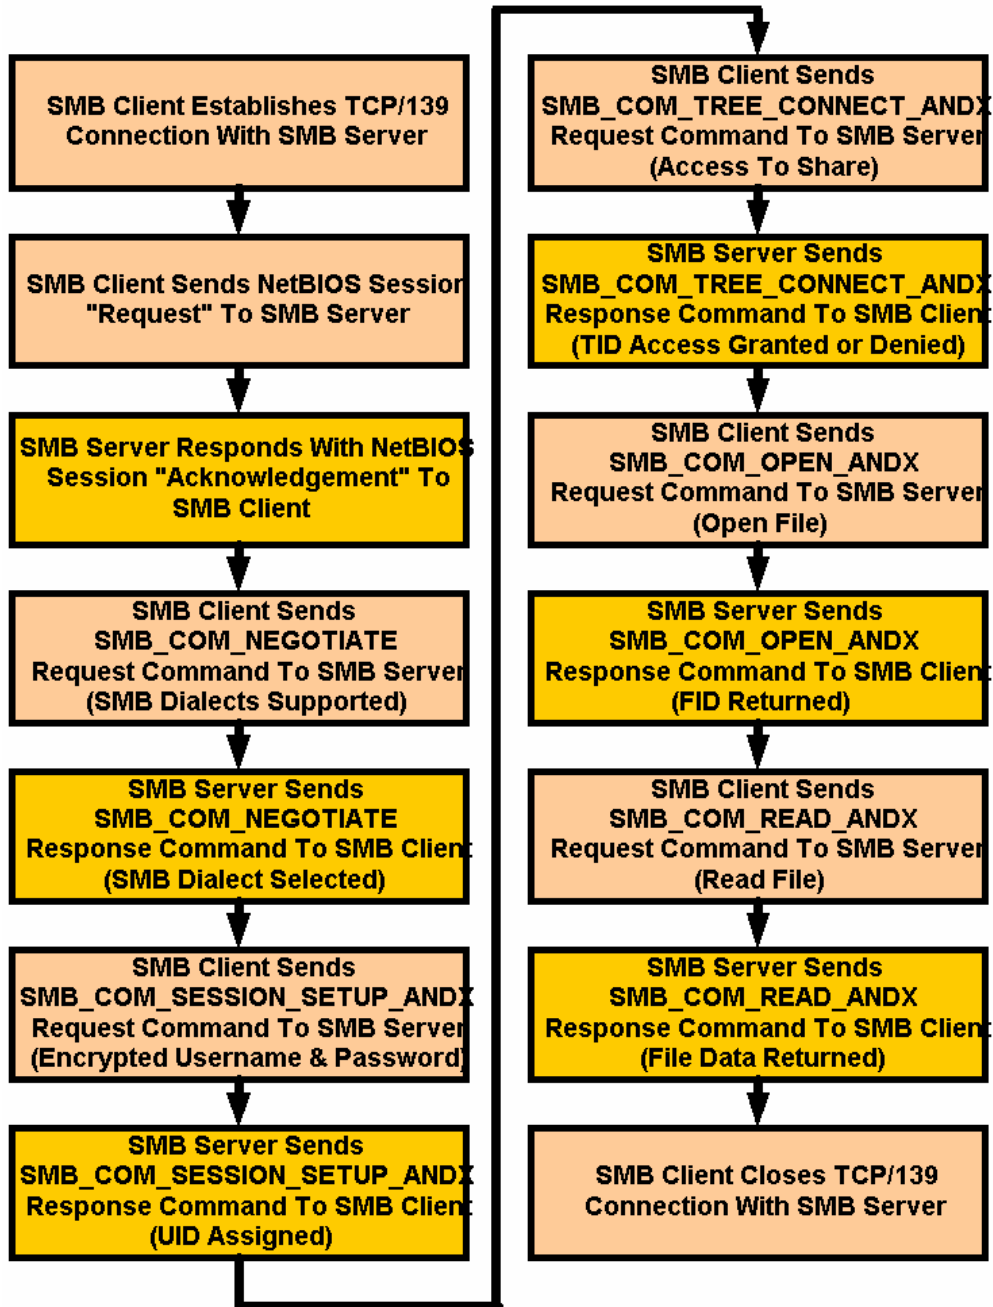 SMB Client Establishes TCP/139
Connection With SMB Server
SMB Client Sends NetBIOS Session
"Request" To SMB Server
SMB Server Responds With NetBIOS
Session "Acknowledgement" To
SMB Client
SMB Client Sends
SMB_COM_NEGOTIATE
Request Command To SMB Server
(SMB Dialects Supported)
SMB Server Sends
SMB_COM_NEGOTIATE
Response Command To SMB Client
(SMB Dialect Selected)
SMB Client Sends
SMB_COM_SESSION_SETUP_ANDX
Request Command To SMB Server
(Encrypted Username & Password)
SMB Server Sends
SMB_COM_SESSION_SETUP_ANDX
Response Command To SMB Client
(UID Assigned)
SMB Client Sends
SMB_COM_TREE_CONNECT_ANDX
Request Command To SMB Server
(Access To Share)
SMB Server Sends
SMB_COM_TREE_CONNECT_ANDX
Response Command To SMB Client
(TID Access Granted or Denied)
SMB Client Sends
SMB_COM_OPEN_ANDX
Request Command To SMB Server
(Open File)
SMB Server Sends
SMB_COM_OPEN_ANDX
Response Command To SMB Client
(FID Returned)
SMB Client Sends
SMB_COM_READ_ANDX
Request Command To SMB Server
(Read File)
SMB Server Sends
SMB_COM_READ_ANDX
Response Command To SMB Client
(File Data Returned)
SMB Client Closes TCP/139
Connection With SMB Server